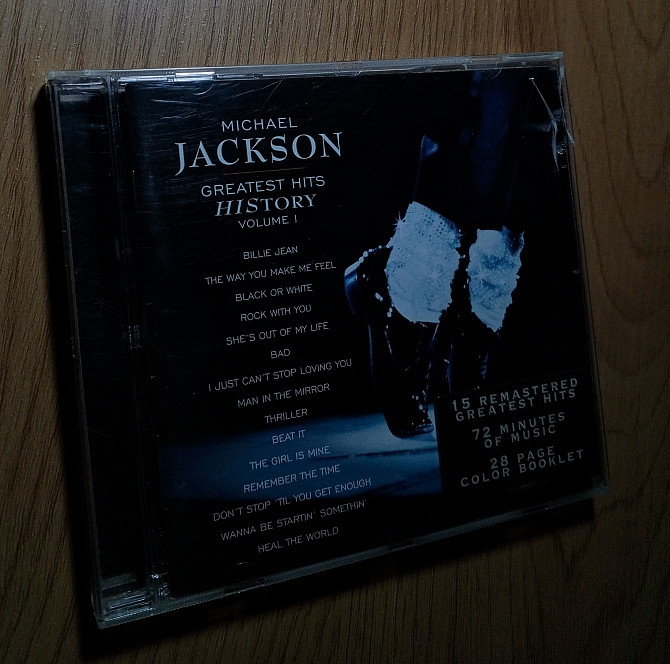 MICHAEL
JACKSON
GREATEST HITS
HISTORY
VOLUME I
BILLIE JEAN
THE WAY YOU MAKE ME FEEL
BLACK OR WHITE
ROCK WITH YOU
SHE'S OUT OF MY LIFE
BAD
I JUST CAN'T STOP LOVING YOU
MAN IN THE MIRROR
THRILLER
BEAT IT
THE GIRL IS MINE
REMEMBER THE TIME
DON'T STOP 'TIL YOU GET ENOUGH
WANNA BE STARTIN' SOMETHIN'
HEAL THE WORLD
15 REMASTERED
GREATEST HITS
72 MINUTES
OF MUSIC
28 PAGE
COLOR BOOKLET